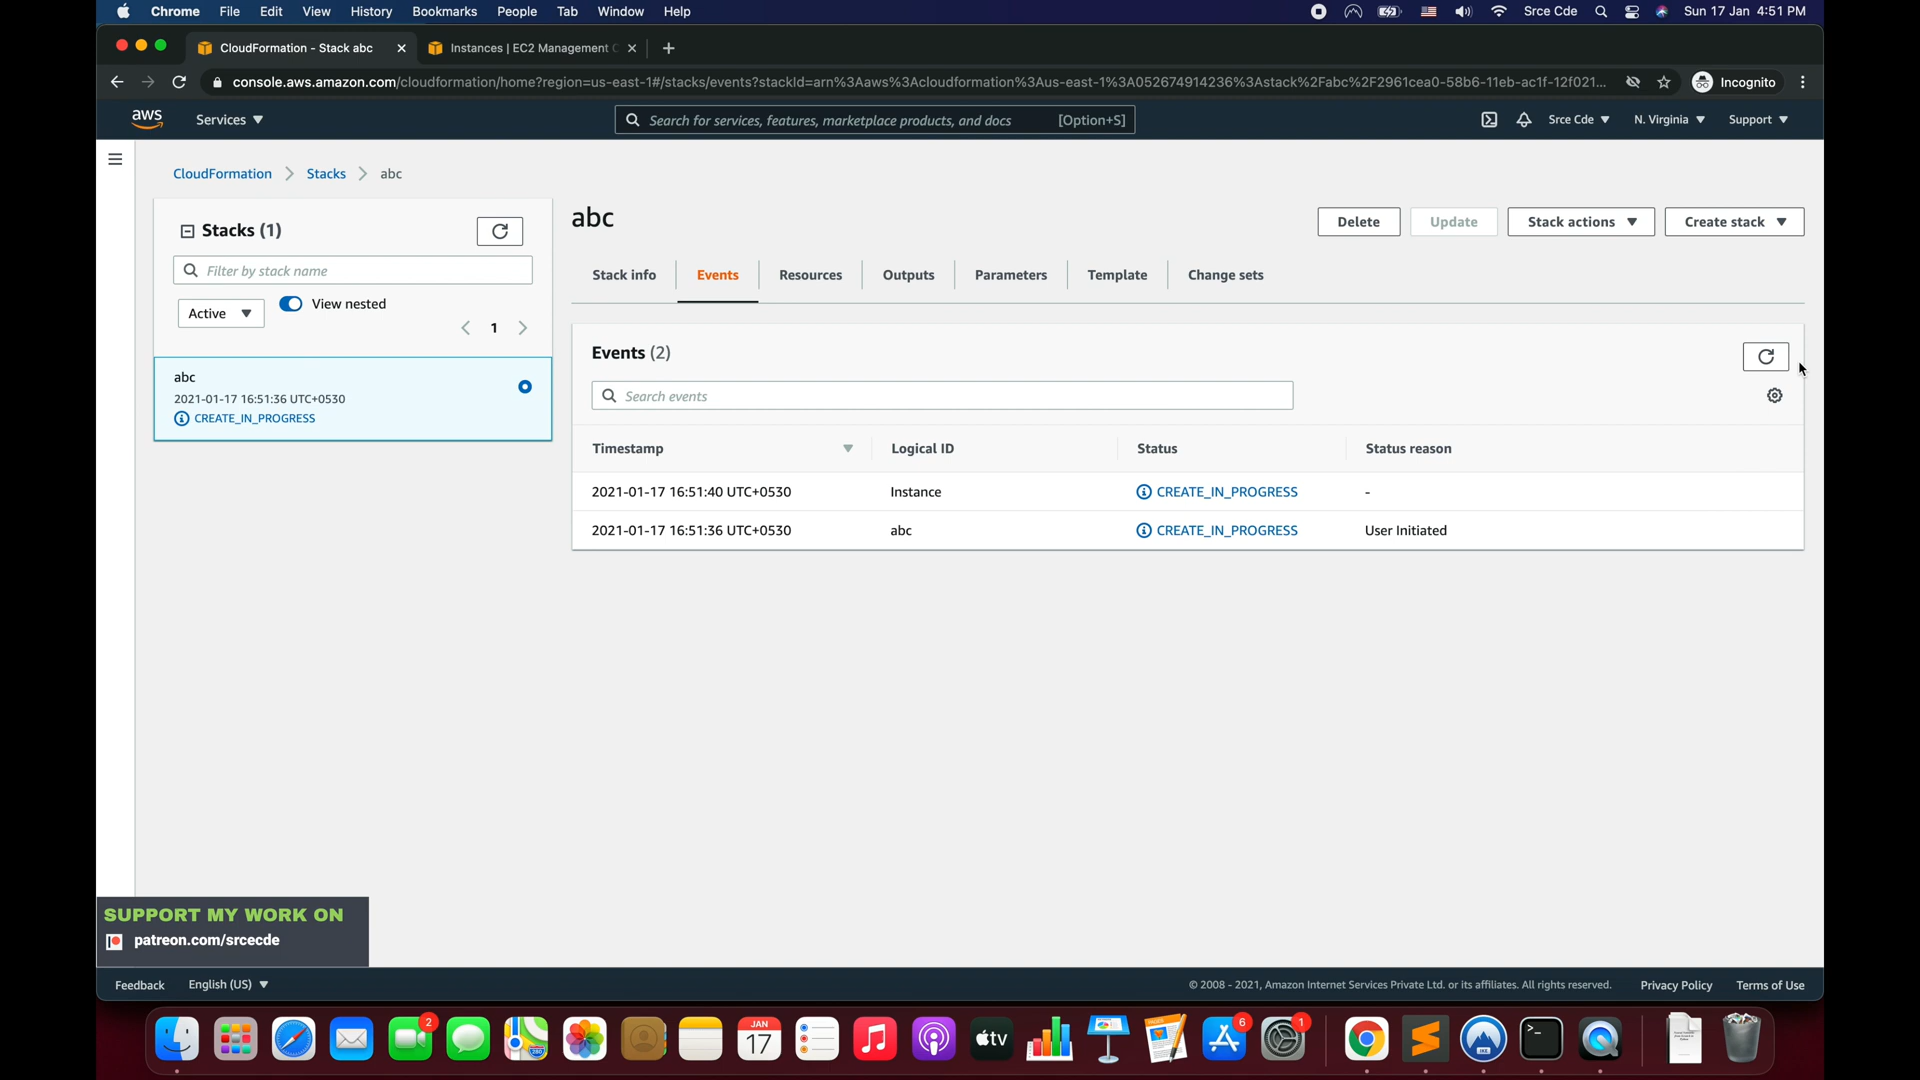 Chrome File Edit View History Bookmarks People Tab Window Help Srce Cde Sun 17 Jan 4:51 PM
CloudFormation - Stack abc Instances | EC2 Management
console.aws.amazon.com/cloudformation/home?region=us-east-1#/stacks/events?stackId=arn%3Aaws%3Acloudformation%3Aus-east-1%3A052674914236%3Astack%2Fabc%2F2961cea0-58b6-11eb-ac1f-12f021... Incognito
aws Services Search for services, features, marketplace products, and docs [Option+S] Srce Cde N. Virginia Support
CloudFormation Stacks abc
Stacks (1)
Filter by stack name
Active View nested
1
abc
2021-01-17 16:51:36 UTC+0530
CREATE_IN_PROGRESS
abc
Delete Update Stack actions Create stack
Stack info Events Resources Outputs Parameters Template Change sets
Events (2)
Search events
Timestamp Logical ID Status Status reason
2021-01-17 16:51:40 UTC+0530 Instance CREATE_IN_PROGRESS -
2021-01-17 16:51:36 UTC+0530 abc CREATE_IN_PROGRESS User Initiated
SUPPORT MY WORK ON
patreon.com/srcecde
Feedback English (US) © 2008 - 2021, Amazon Internet Services Private Ltd. or its affiliates. All rights reserved. Privacy Policy Terms of Use
2 JAN 17 tv 6 1